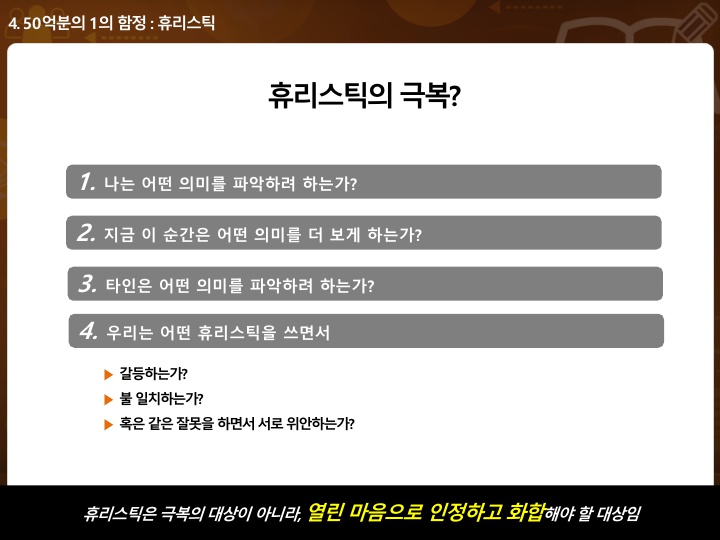 4. 50억분의 1의 함정 : 휴리스틱
휴리스틱의 극복?
1. 나는 어떤 의미를 파악하려 하는가?
2. 지금 이 순간은 어떤 의미를 더 보게 하는가?
3. 타인은 어떤 의미를 파악하려 하는가?
4. 우리는 어떤 휴리스틱을 쓰면서
▶ 갈등하는가?
▶ 불 일치하는가?
▶ 혹은 같은 잘못을 하면서 서로 위안하는가?
휴리스틱은 극복의 대상이 아니라, 열린 마음으로 인정하고 화합해야 할 대상임